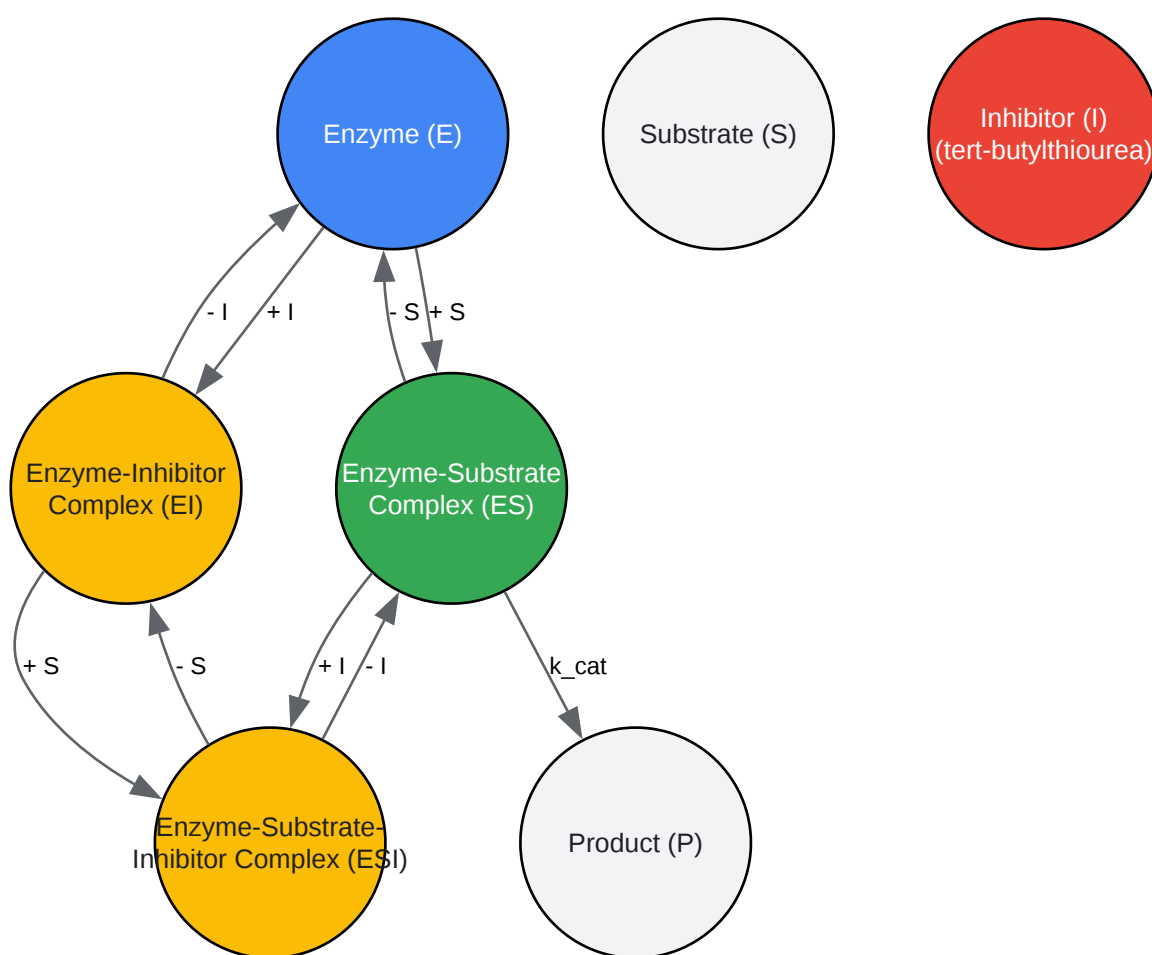 Enzyme (E)
Substrate (S)
Inhibitor (I)
(tert-butylthiourea)
- I
+ I
- S
+ S
Enzyme-Inhibitor
Complex (EI)
Enzyme-Substrate
Complex (ES)
+ S
- S
+ I
- I
k_cat
Enzyme-Substrate-
Inhibitor Complex (ESI)
Product (P)